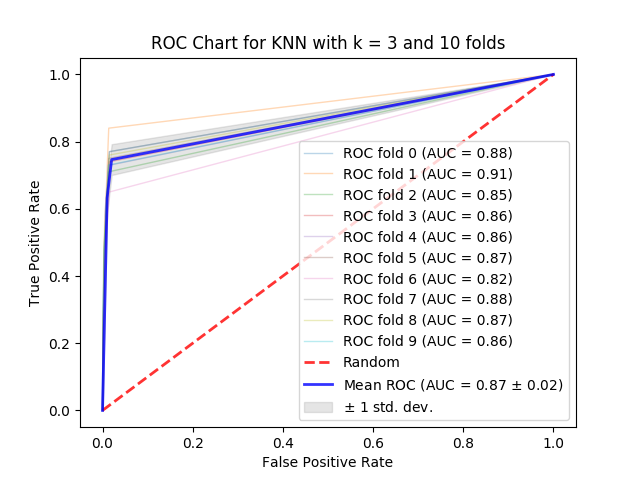 ROC Chart for KNN with k = 3 and 10 folds
True Positive Rate
1.0
0.8
0.6
0.4
0.2
0.0
ROC fold 0 (AUC = 0.88)
ROC fold 1 (AUC = 0.91)
ROC fold 2 (AUC = 0.85)
ROC fold 3 (AUC = 0.86)
ROC fold 4 (AUC = 0.86)
ROC fold 5 (AUC = 0.87)
ROC fold 6 (AUC = 0.82)
ROC fold 7 (AUC = 0.88)
ROC fold 8 (AUC = 0.87)
ROC fold 9 (AUC = 0.86)
Random
Mean ROC (AUC = 0.87 ± 0.02)
± 1 std. dev.
0.0 0.2 0.4 0.6 0.8 1.0
False Positive Rate